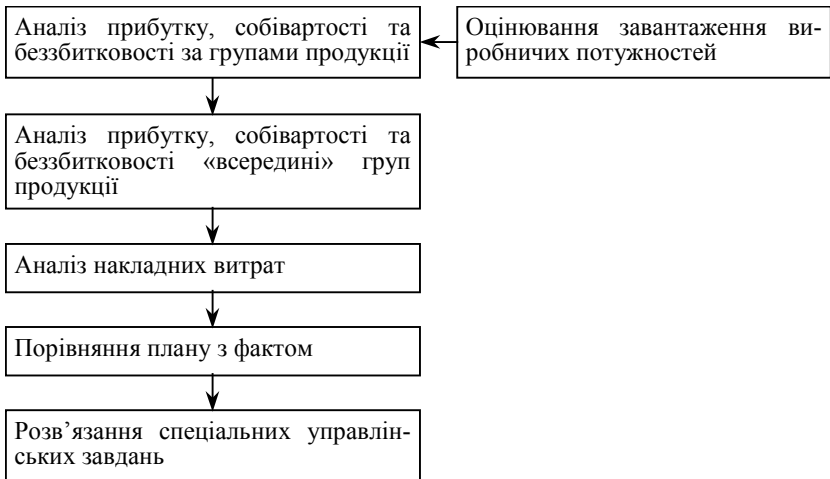 Аналіз прибутку, собівартості та
беззбитковості за групами продукції
Оцінювання завантаження ви-
робничих потужностей
Аналіз прибутку, собівартості та
беззбитковості «всередині» груп
продукції
Аналіз накладних витрат
Порівняння плану з фактом
Розв’язання спеціальних управлін-
ських завдань